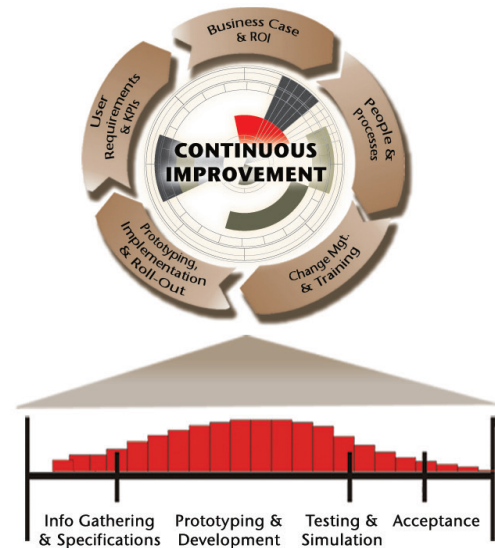 Business Case
& ROI
People &
Processes
Change Mgt.
& Training
Prototyping,
Implementation
& Roll-Out
User
Requirements
& KPIs
CONTINUOUS
IMPROVEMENT
Info Gathering
& Specifications
Prototyping &
Development
Testing &
Simulation
Acceptance